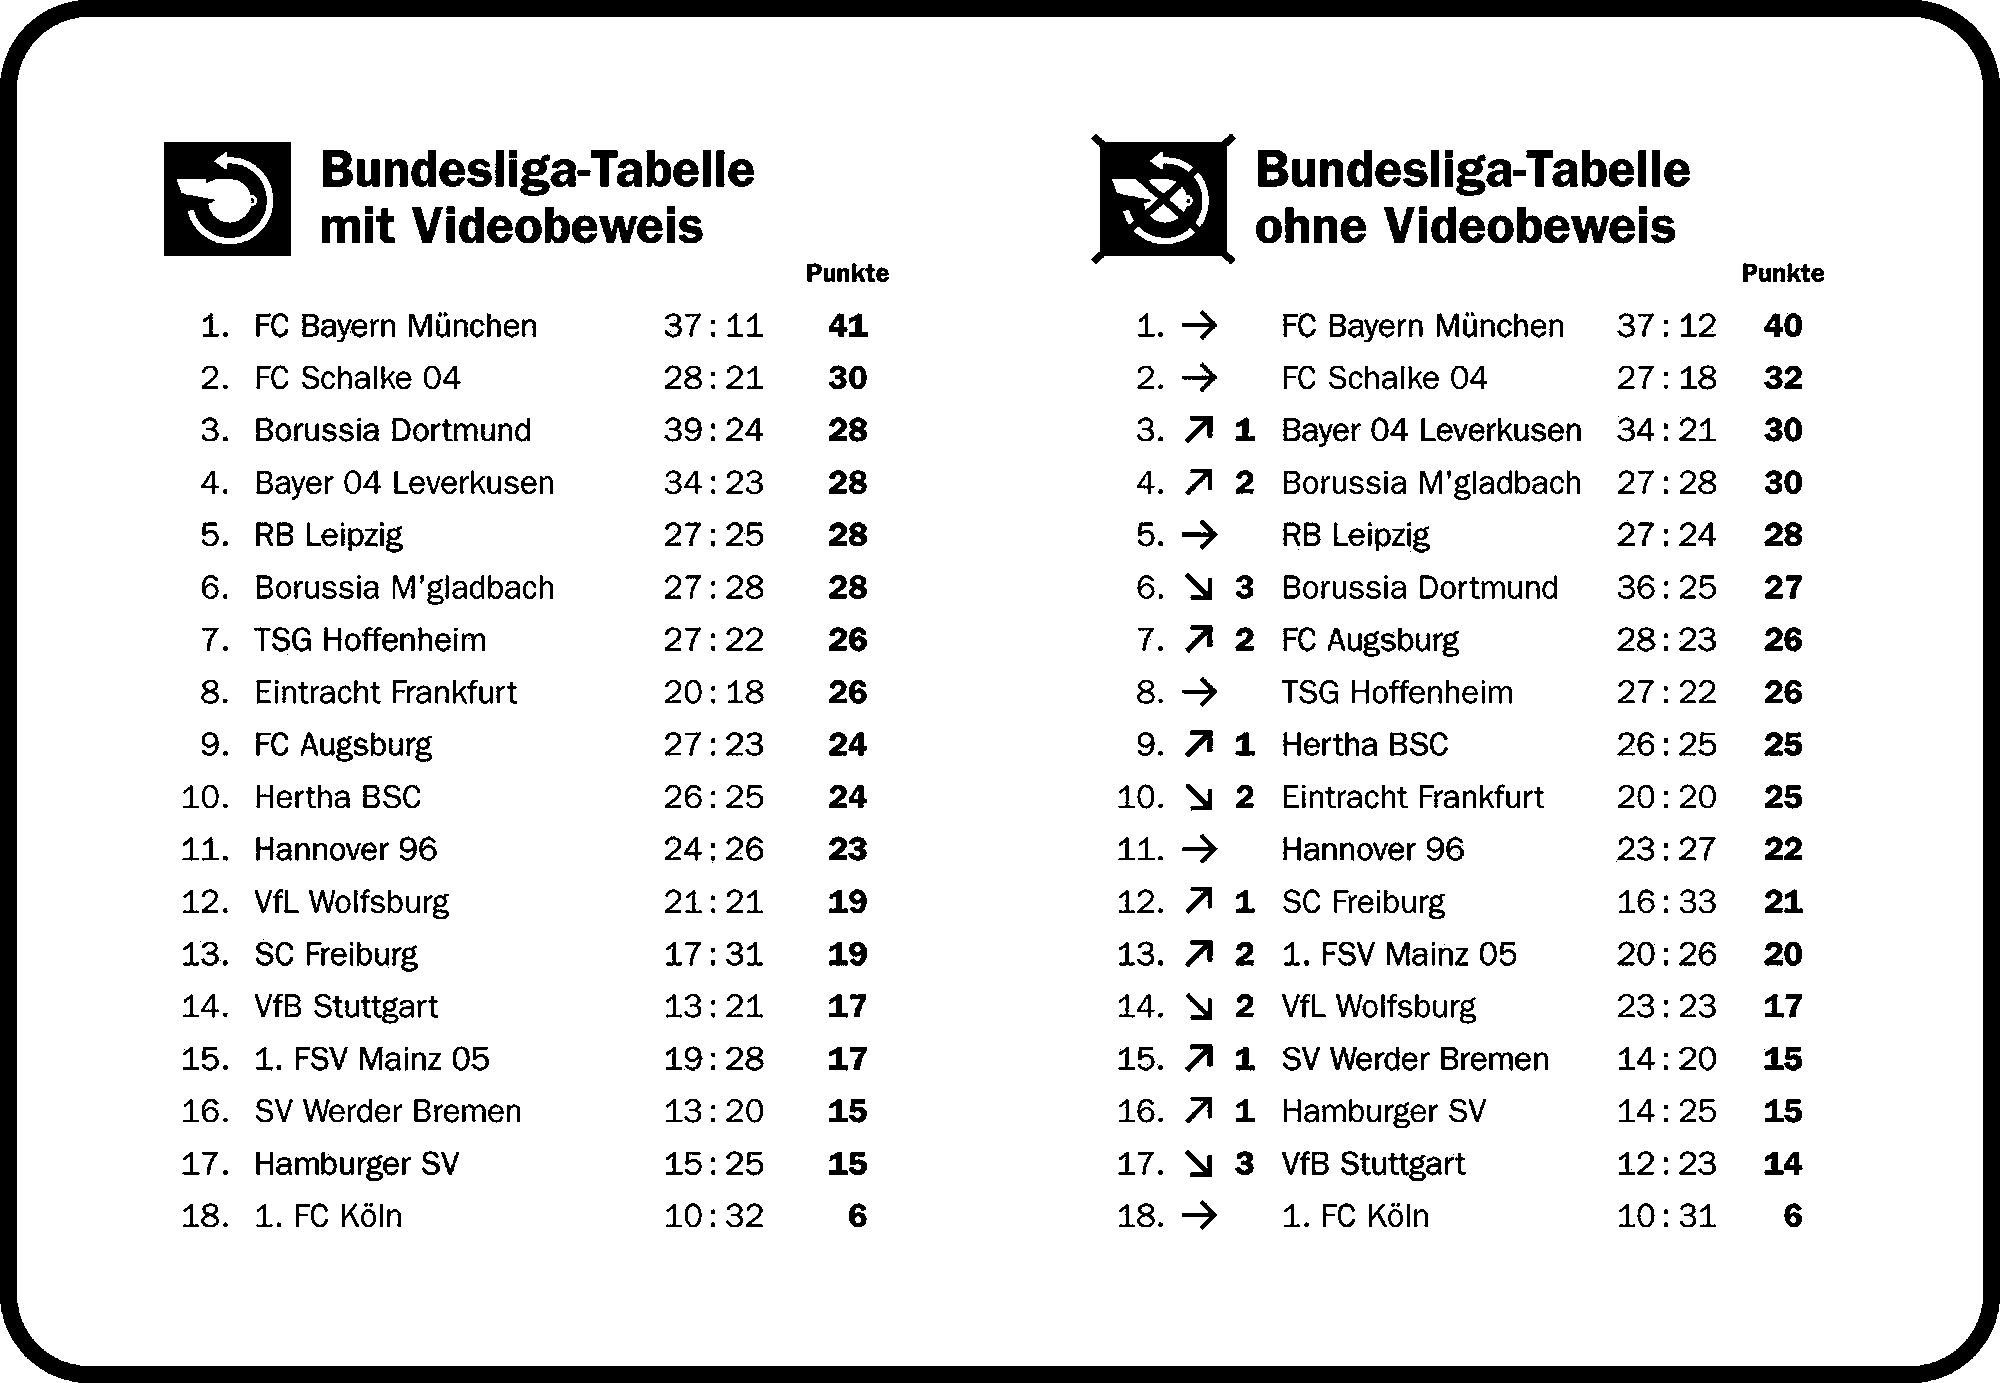 Bundesliga-Tabelle
mit Videobeweis
Punkte
1. FC Bayern München 37:11 41
2. FC Schalke 04 28:21 30
3. Borussia Dortmund 39:24 28
4. Bayer 04 Leverkusen 34:23 28
5. RB Leipzig 27:25 28
6. Borussia M'gladbach 27:28 28
7. TSG Hoffenheim 27:22 26
8. Eintracht Frankfurt 20:18 26
9. FC Augsburg 27:23 24
10. Hertha BSC 26:25 24
11. Hannover 96 24:26 23
12. VfL Wolfsburg 21:21 19
13. SC Freiburg 17:31 19
14. VfB Stuttgart 13:21 17
15. 1. FSV Mainz 05 19:28 17
16. SV Werder Bremen 13:20 15
17. Hamburger SV 15:25 15
18. 1. FC Köln 10:32 6
Bundesliga-Tabelle
ohne Videobeweis
Punkte
1. → FC Bayern München 37:12 40
2. → FC Schalke 04 27:18 32
3. ↗ 1 Bayer 04 Leverkusen 34:21 30
4. ↗ 2 Borussia M'gladbach 27:28 30
5. → RB Leipzig 27:24 28
6. ↘ 3 Borussia Dortmund 36:25 27
7. ↗ 2 FC Augsburg 28:23 26
8. → TSG Hoffenheim 27:22 26
9. ↗ 1 Hertha BSC 26:25 25
10. ↘ 2 Eintracht Frankfurt 20:20 25
11. → Hannover 96 23:27 22
12. ↗ 1 SC Freiburg 16:33 21
13. ↗ 2 1. FSV Mainz 05 20:26 20
14. ↘ 2 VfL Wolfsburg 23:23 17
15. ↗ 1 SV Werder Bremen 14:20 15
16. ↗ 1 Hamburger SV 14:25 15
17. ↘ 3 VfB Stuttgart 12:23 14
18. → 1. FC Köln 10:31 6